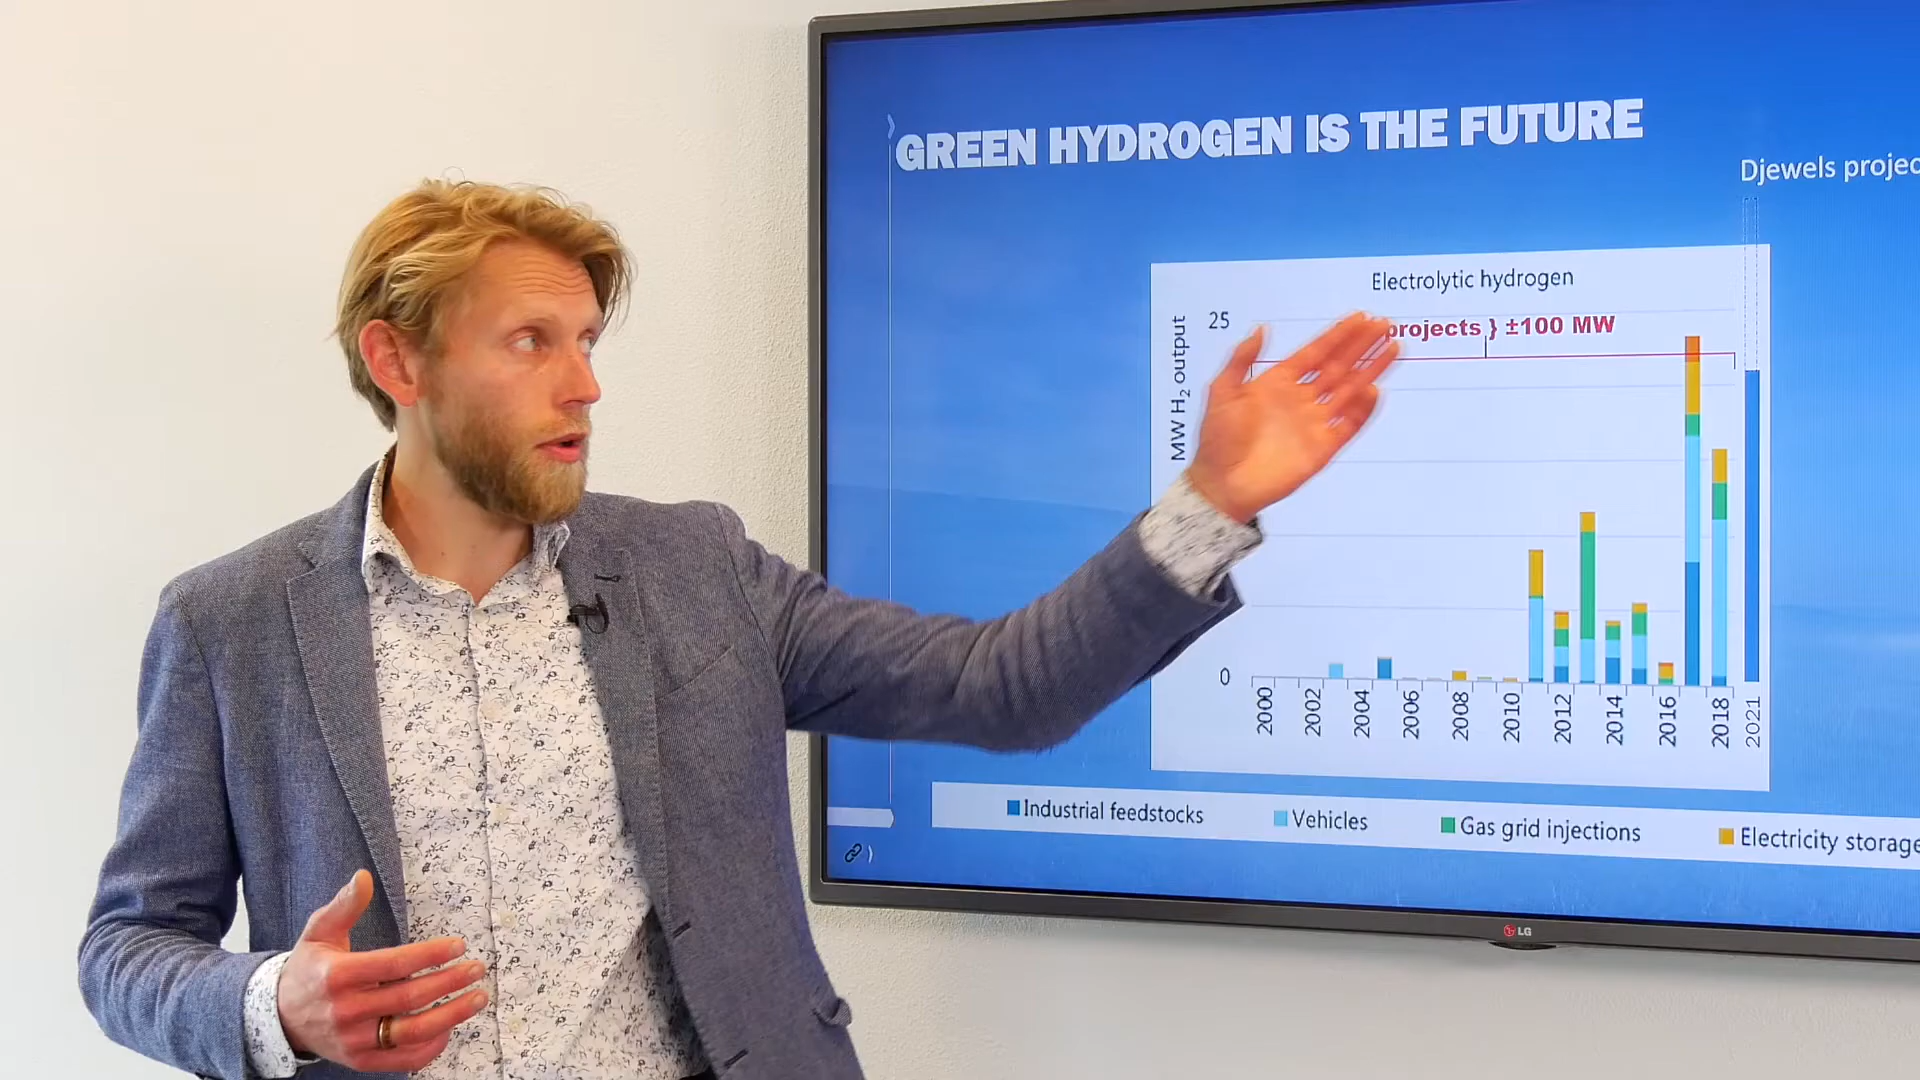 GREEN HYDROGEN IS THE FUTURE
Djewels
Electrolytic hydrogen
25
projects } ±100 MW
MW H₂ output
0
2000
2002
2004
2006
2008
2010
2012
2014
2016
2018
2021
Industrial feedstocks
Vehicles
Gas grid injections
Electricity storage
LG